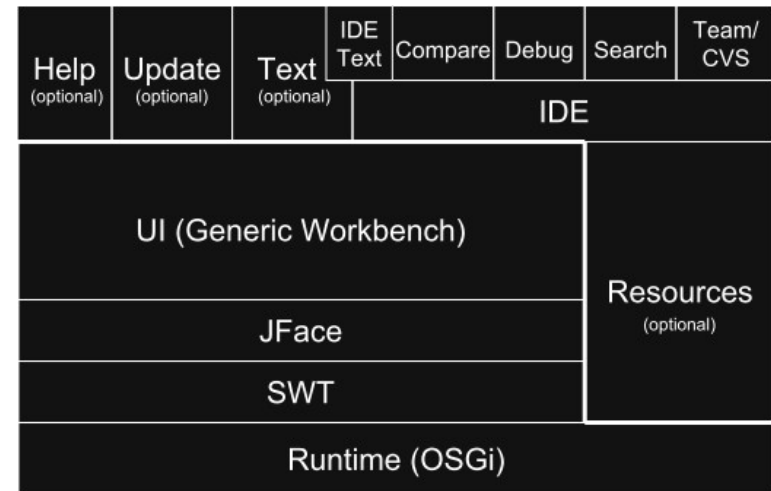 Help
(optional)
Update
(optional)
Text
(optional)
IDE
Text
Compare
Debug
Search
Team/
CVS
IDE
UI (Generic Workbench)
Resources
(optional)
JFace
SWT
Runtime (OSGi)